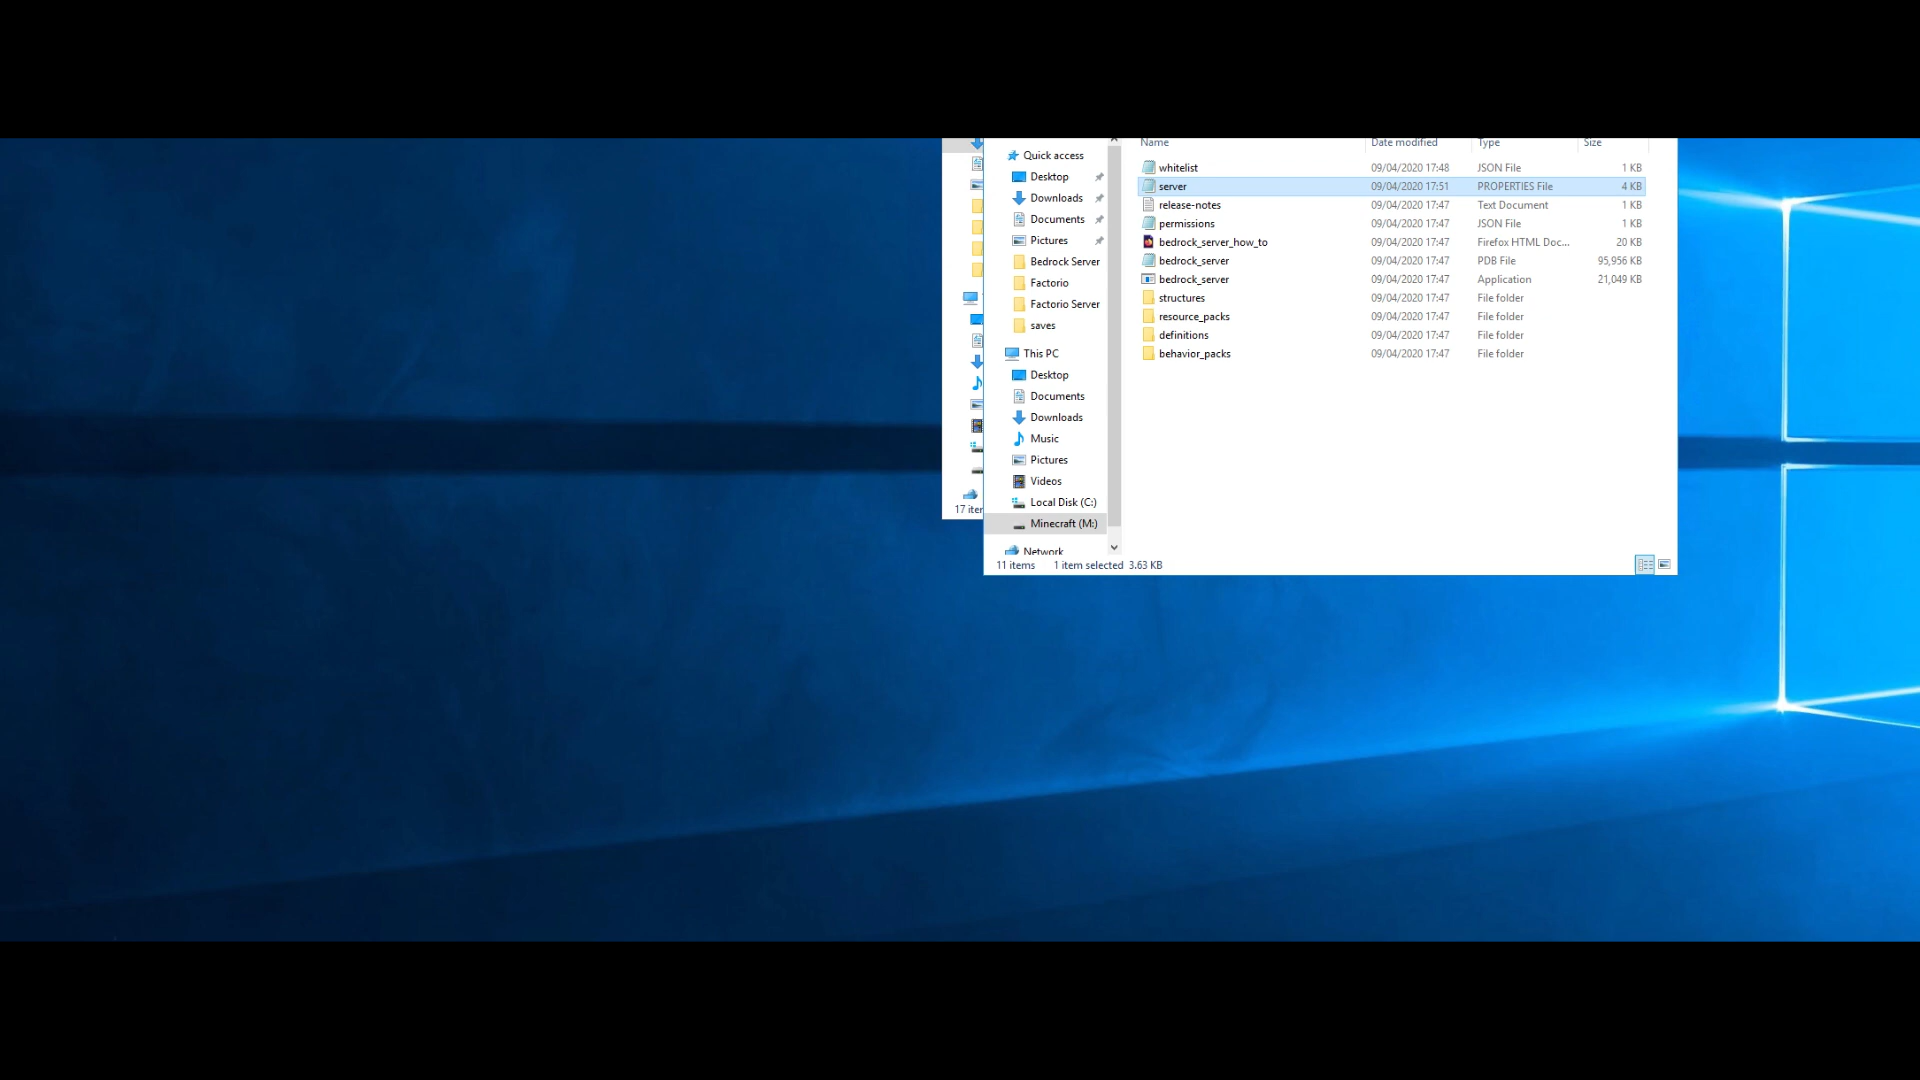 Name Date modified Type Size
Quick access
Desktop
Downloads
Documents
Pictures
Bedrock Server
Factorio
Factorio Server
saves
This PC
Desktop
Documents
Downloads
Music
Pictures
Videos
Local Disk (C:)
Minecraft (M:)
Network
whitelist 09/04/2020 17:48 JSON File 1 KB
server 09/04/2020 17:51 PROPERTIES File 4 KB
release-notes 09/04/2020 17:47 Text Document 1 KB
permissions 09/04/2020 17:47 JSON File 1 KB
bedrock_server_how_to 09/04/2020 17:47 Firefox HTML Doc... 20 KB
bedrock_server 09/04/2020 17:47 PDB File 95,956 KB
bedrock_server 09/04/2020 17:47 Application 21,049 KB
structures 09/04/2020 17:47 File folder
resource_packs 09/04/2020 17:47 File folder
definitions 09/04/2020 17:47 File folder
behavior_packs 09/04/2020 17:47 File folder
17 iter
11 items 1 item selected 3.63 KB